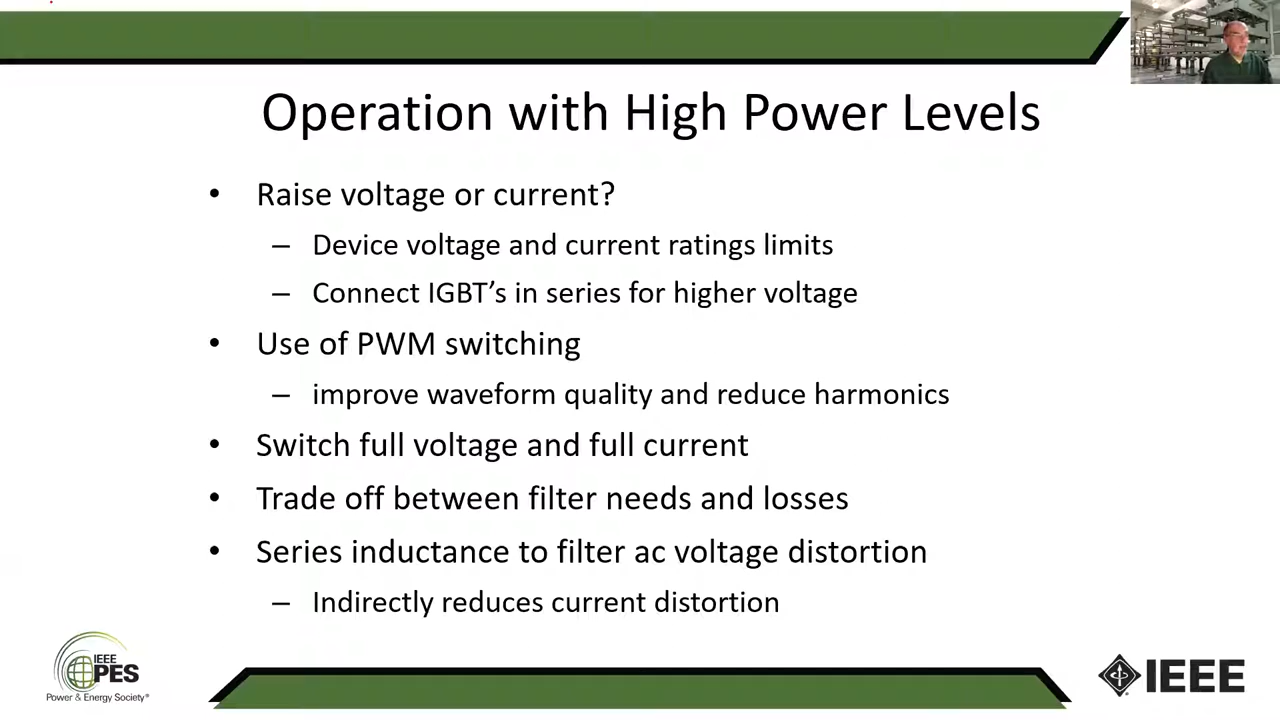 Operation with High Power Levels
• Raise voltage or current?
– Device voltage and current ratings limits
– Connect IGBT’s in series for higher voltage
• Use of PWM switching
– improve waveform quality and reduce harmonics
• Switch full voltage and full current
• Trade off between filter needs and losses
• Series inductance to filter ac voltage distortion
– Indirectly reduces current distortion
IEEE
PES
Power & Energy Society®
IEEE